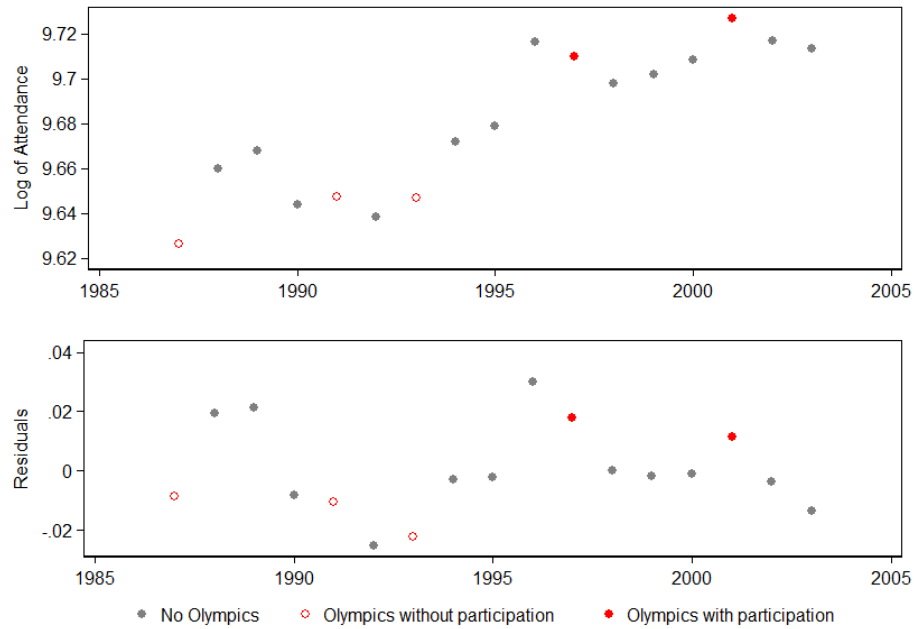 Log of Attendance
9.72
9.7
9.68
9.66
9.64
9.62
1985 1990 1995 2000 2005
Residuals
.04
.02
0
-.02
1985 1990 1995 2000 2005
No Olympics Olympics without participation Olympics with participation